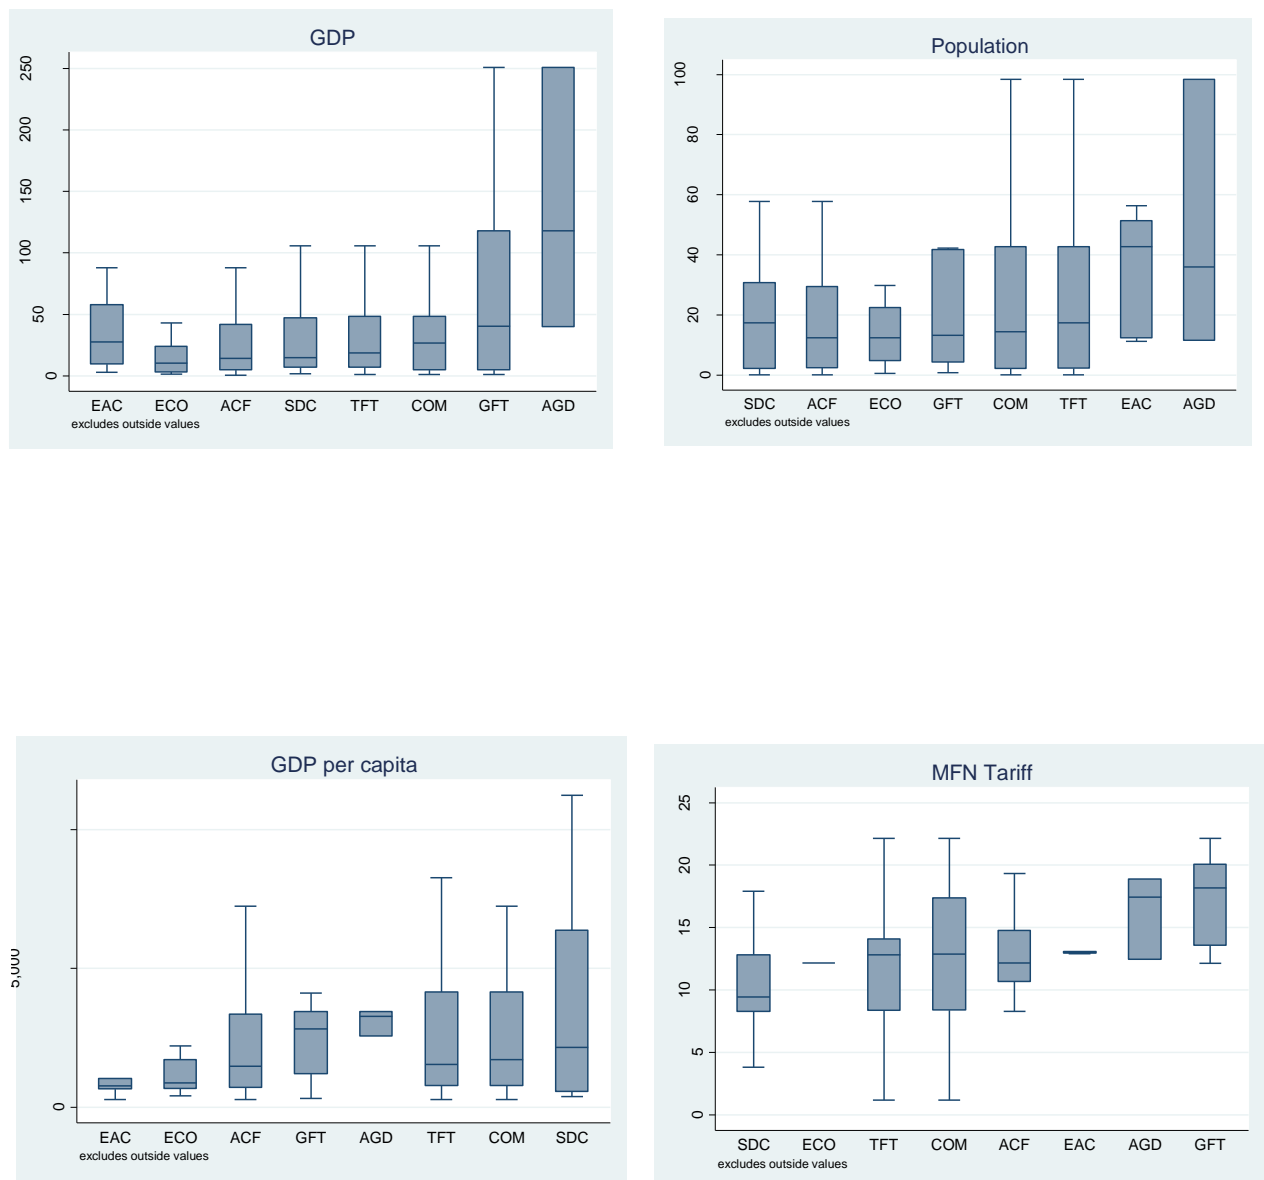 GDP
250
200
150
100
50
0
EAC ECO ACF SDC TFT COM GFT AGD
excludes outside values
Population
100
80
60
40
20
0
SDC ACF ECO GFT COM TFT EAC AGD
excludes outside values
GDP per capita
5,000
0
EAC ECO ACF GFT AGD TFT COM SDC
excludes outside values
MFN Tariff
25
20
15
10
5
0
SDC ECO TFT COM ACF EAC AGD GFT
excludes outside values